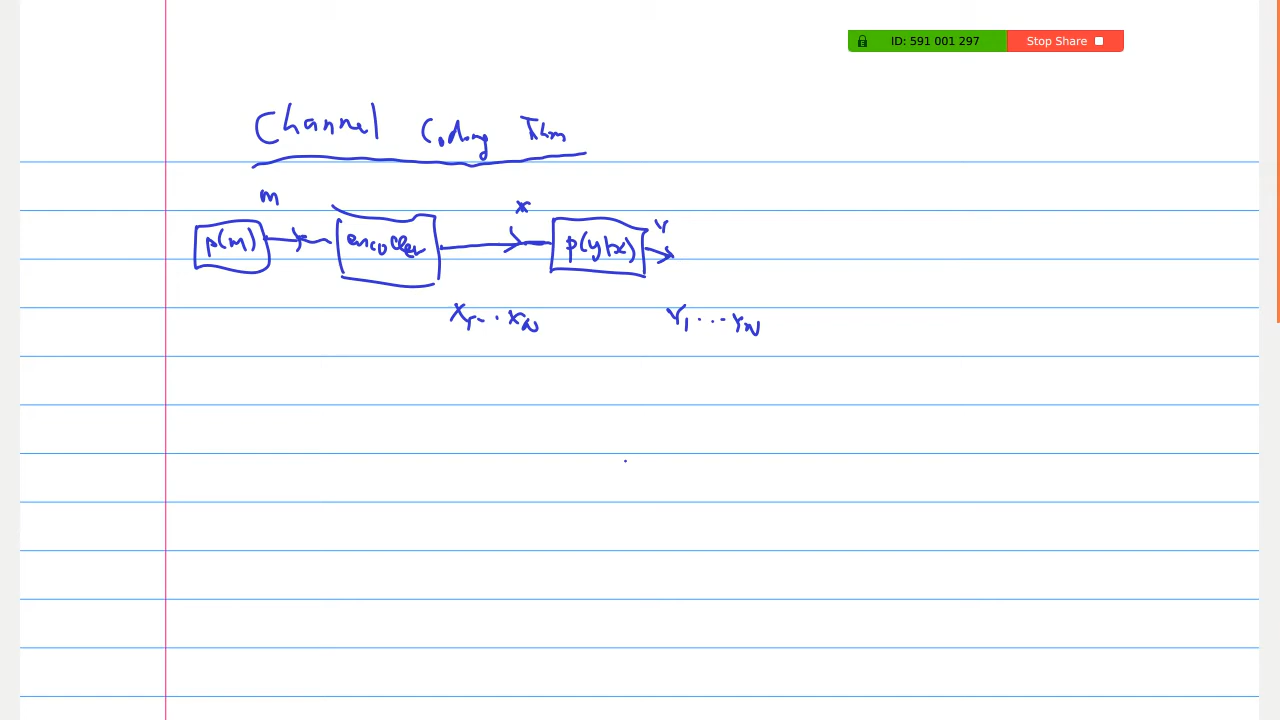 ID: 591 001 297 Stop Share
Channel Coding Thm
m x Y
p(m) encoder p(y|x)
X1 ... XN Y1 ... YN